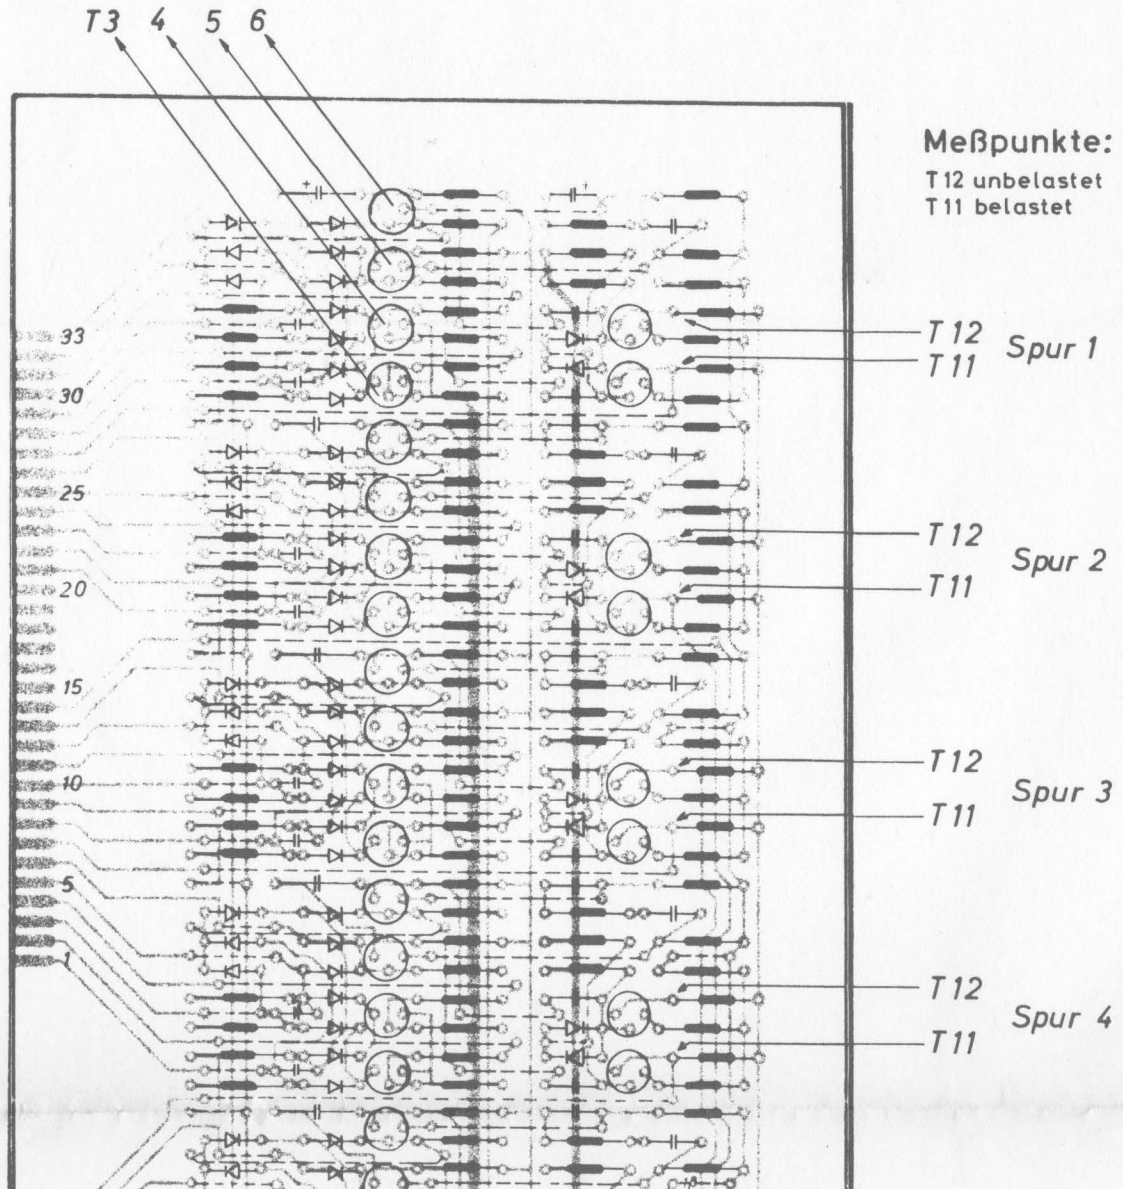 T3 4 5 6
Meßpunkte:
T12 unbelastet
T11 belastet
33
30
25
20
15
10
5
1
T12
T11
Spur 1
T12
T11
Spur 2
T12
T11
Spur 3
T12
T11
Spur 4